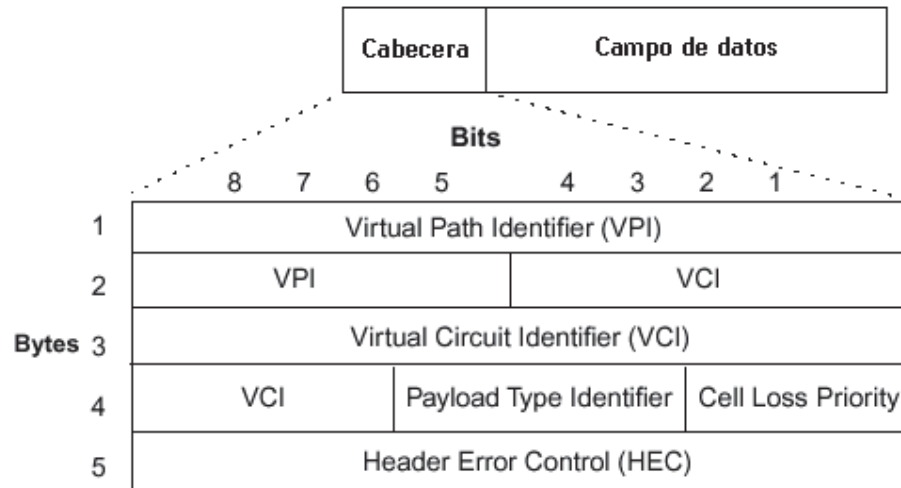 Cabecera Campo de datos
Bits
8 7 6 5 4 3 2 1
1 Virtual Path Identifier (VPI)
2 VPI VCI
Bytes 3 Virtual Circuit Identifier (VCI)
4 VCI Payload Type Identifier Cell Loss Priority
5 Header Error Control (HEC)